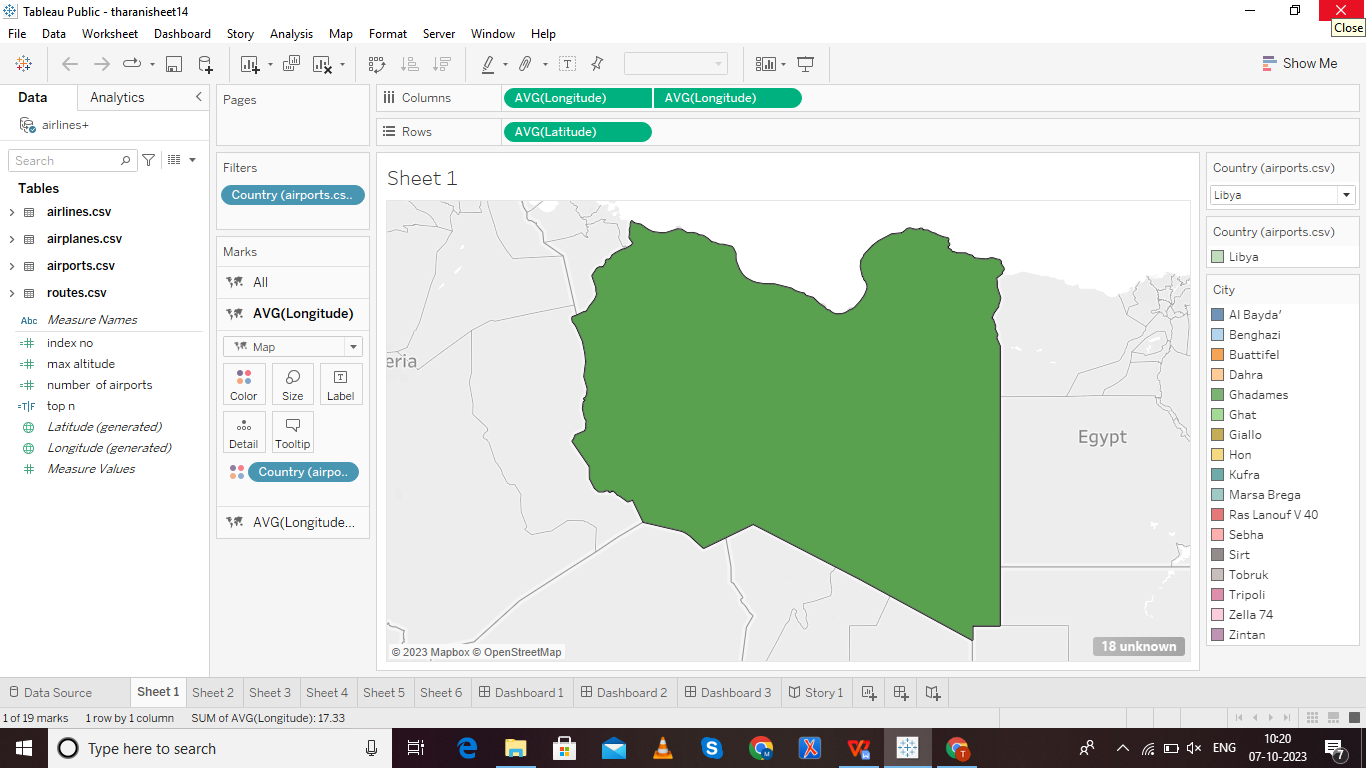 Tableau Public - tharanisheet14
Close
File Data Worksheet Dashboard Story Analysis Map Format Server Window Help
Show Me
Data Analytics
airlines+
Search
Tables
airlines.csv
airplanes.csv
airports.csv
routes.csv
Abc Measure Names
index no
max altitude
number of airports
T|F top n
Latitude (generated)
Longitude (generated)
Measure Values
Pages
Filters
Country (airports.cs..
Marks
All
AVG(Longitude)
Map
Color Size Label
Detail Tooltip
Country (airpo..
AVG(Longitude...
Columns AVG(Longitude) AVG(Longitude)
Rows AVG(Latitude)
Sheet 1
eria
Egypt
© 2023 Mapbox © OpenStreetMap
18 unknown
Country (airports.csv)
Libya
Country (airports.csv)
Libya
City
Al Bayda′
Benghazi
Buattifel
Dahra
Ghadames
Ghat
Giallo
Hon
Kufra
Marsa Brega
Ras Lanouf V 40
Sebha
Sirt
Tobruk
Tripoli
Zella 74
Zintan
Data Source Sheet 1 Sheet 2 Sheet 3 Sheet 4 Sheet 5 Sheet 6 Dashboard 1 Dashboard 2 Dashboard 3 Story 1
1 of 19 marks 1 row by 1 column SUM of AVG(Longitude): 17.33
Type here to search
ENG
10:20
07-10-2023
7